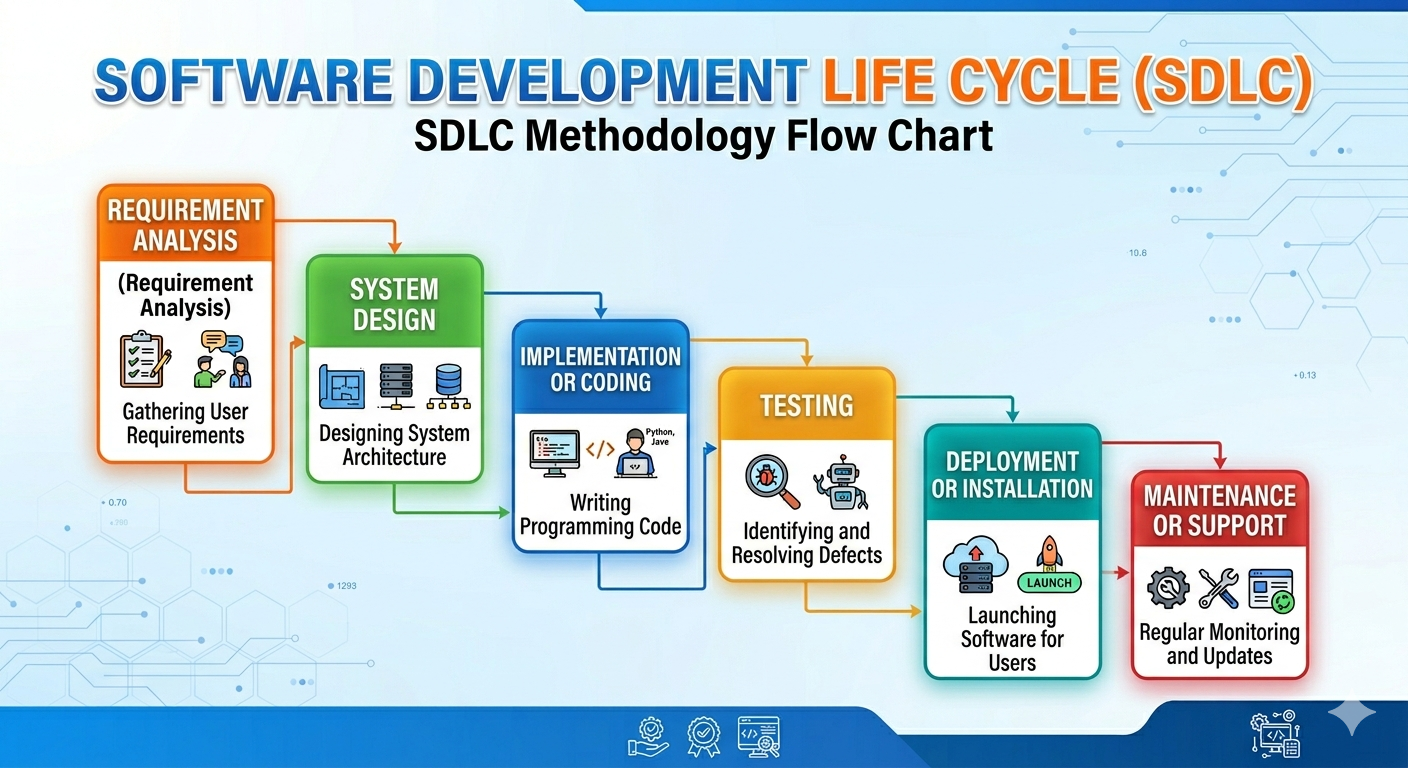 SOFTWARE DEVELOPMENT LIFE CYCLE (SDLC)
SDLC Methodology Flow Chart
REQUIREMENT
ANALYSIS
(Requirement
Analysis)
Gathering User
Requirements
SYSTEM
DESIGN
Designing System
Architecture
IMPLEMENTATION
OR CODING
Python,
Jave
</>
Writing
Programming Code
TESTING
Identifying and
Resolving Defects
DEPLOYMENT
OR INSTALLATION
LAUNCH
Launching
Software for
Users
MAINTENANCE
OR SUPPORT
Regular Monitoring
and Updates
10.8
0.13
0.70
1293